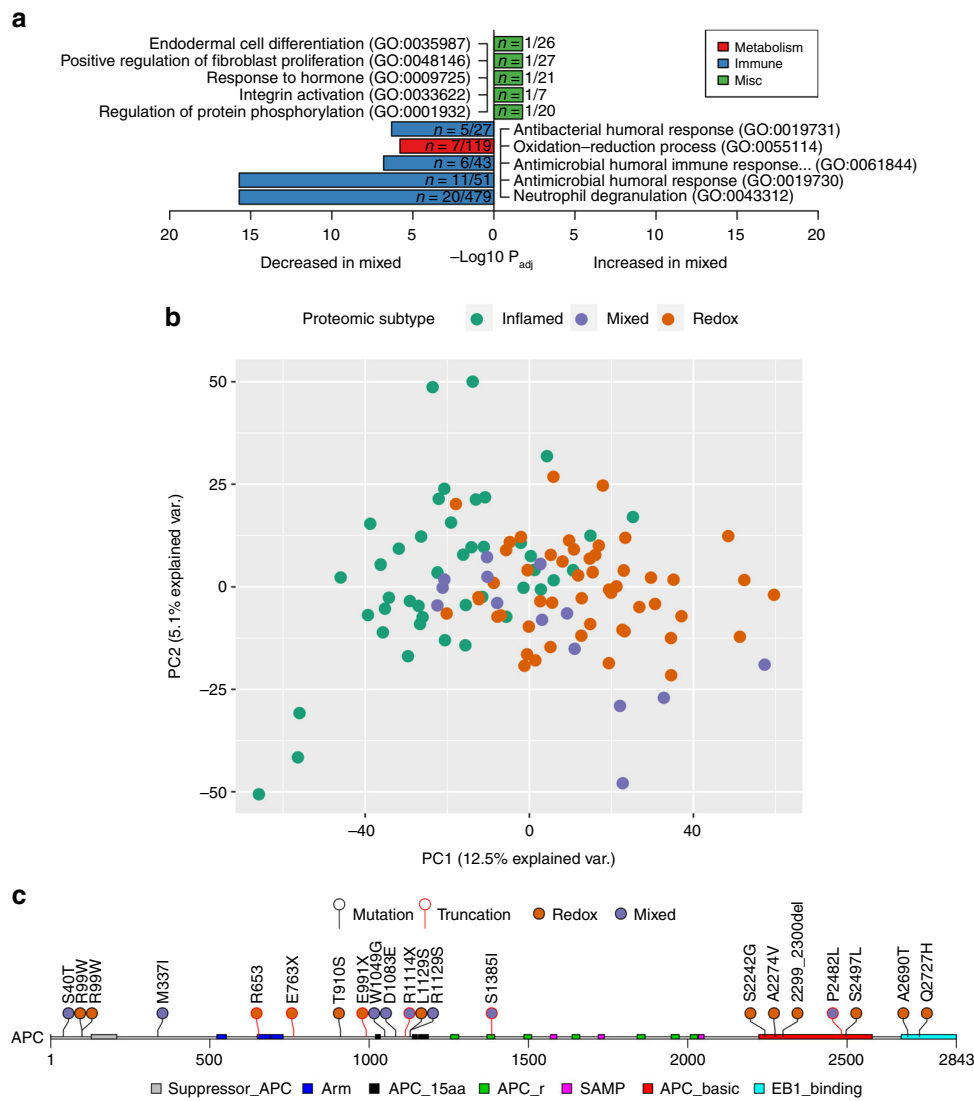 a
Endodermal cell differentiation (GO:0035987) n = 1/26
Positive regulation of fibroblast proliferation (GO:0048146) n = 1/27
Response to hormone (GO:0009725) n = 1/21
Integrin activation (GO:0033622) n = 1/7
Regulation of protein phosphorylation (GO:0001932) n = 1/20
n = 5/27 Antibacterial humoral response (GO:0019731)
n = 7/119 Oxidation–reduction process (GO:0055114)
n = 6/43 Antimicrobial humoral immune response... (GO:0061844)
n = 11/51 Antimicrobial humoral response (GO:0019730)
n = 20/479 Neutrophil degranulation (GO:0043312)
Metabolism
Immune
Misc
20 15 10 5 0 5 10 15 20
Decreased in mixed –Log10 Padj Increased in mixed
b
Proteomic subtype Inflamed Mixed Redox
50
25
0
−25
−50
PC2 (5.1% explained var.)
−40 0 40
PC1 (12.5% explained var.)
c
Mutation Truncation Redox Mixed
S40T
R99W
R99W
M337I
R653
E763X
T910S
E991X
W1049G
D1083E
R1114X
L1129S
R1129S
S1385I
S2242G
A2274V
2299_2300del
P2482L
S2497L
A2690T
Q2727H
APC
1 500 1000 1500 2000 2500 2843
Suppressor_APC Arm APC_15aa APC_r SAMP APC_basic EB1_binding